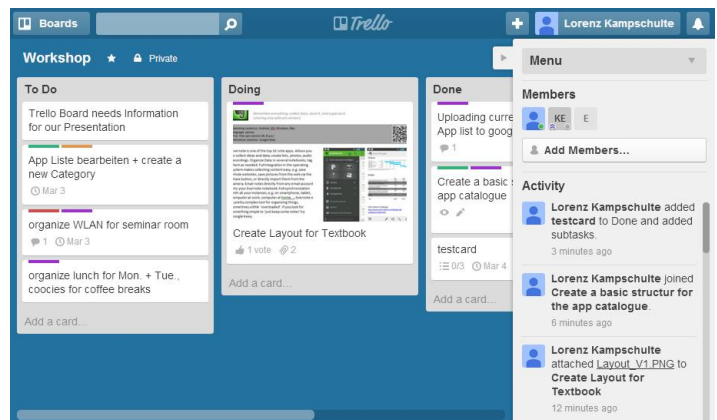 Boards
Trello
Lorenz Kampschulte
Workshop
Private
To Do
Trello Board needs Information
for our Presentation
App Liste bearbeiten + create a
new Category
Mar 3
organize WLAN for seminar room
1 Mar 3
organize lunch for Mon. + Tue.,
coocies for coffee breaks
Add a card...
Doing
Create Layout for Textbook
1 vote 2
Add a card...
Done
Uploading curre
App list to goog
1
Create a basic s
app catalogue
testcard
0/3 Mar 4
Add a card...
Menu
Members
KE E
Add Members...
Activity
Lorenz Kampschulte added
testcard to Done and added
subtasks.
3 minutes ago
Lorenz Kampschulte joined
Create a basic structur for
the app catalogue.
6 minutes ago
Lorenz Kampschulte
attached Layout_V1.PNG to
Create Layout for
Textbook
12 minutes ago